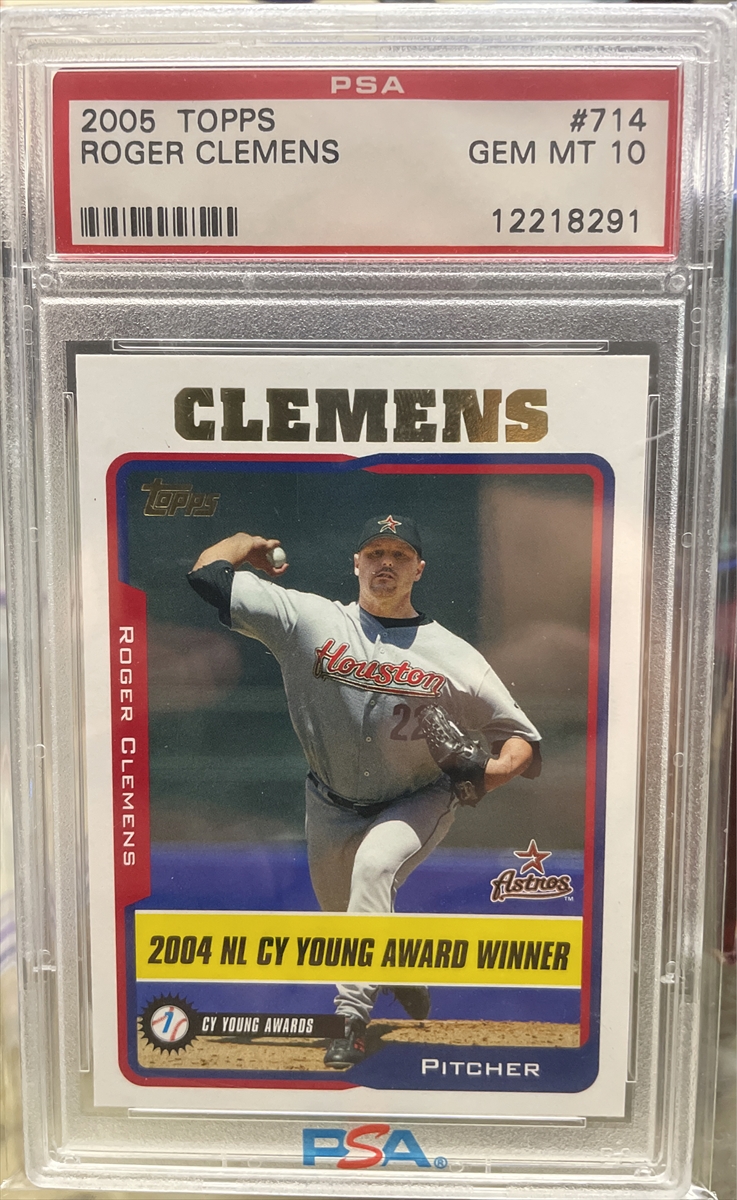 PSA
2005 TOPPS #714
ROGER CLEMENS GEM MT 10
12218291
CLEMENS
Topps
ROGER CLEMENS
Houston
22
Astros
TM
2004 NL CY YOUNG AWARD WINNER
CY YOUNG AWARDS
PITCHER
PSA®